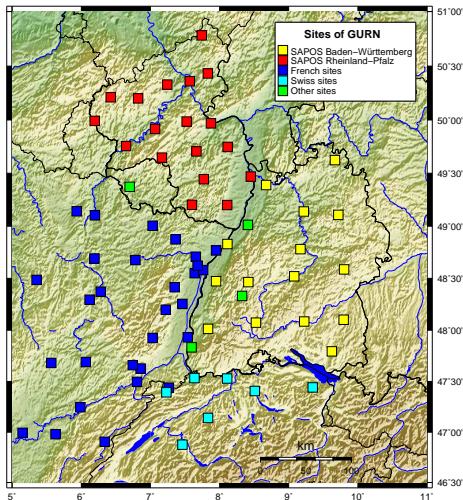 Sites of GURN
SAPOS Baden−Württemberg
SAPOS Rheinland−Pfalz
French sites
Swiss sites
Other sites
51˚00'
50˚30'
50˚00'
49˚30'
49˚00'
48˚30'
48˚00'
47˚30'
47˚00'
46˚30'
km
0
50
100
5˚
6˚
7˚
8˚
9˚
10˚
11˚